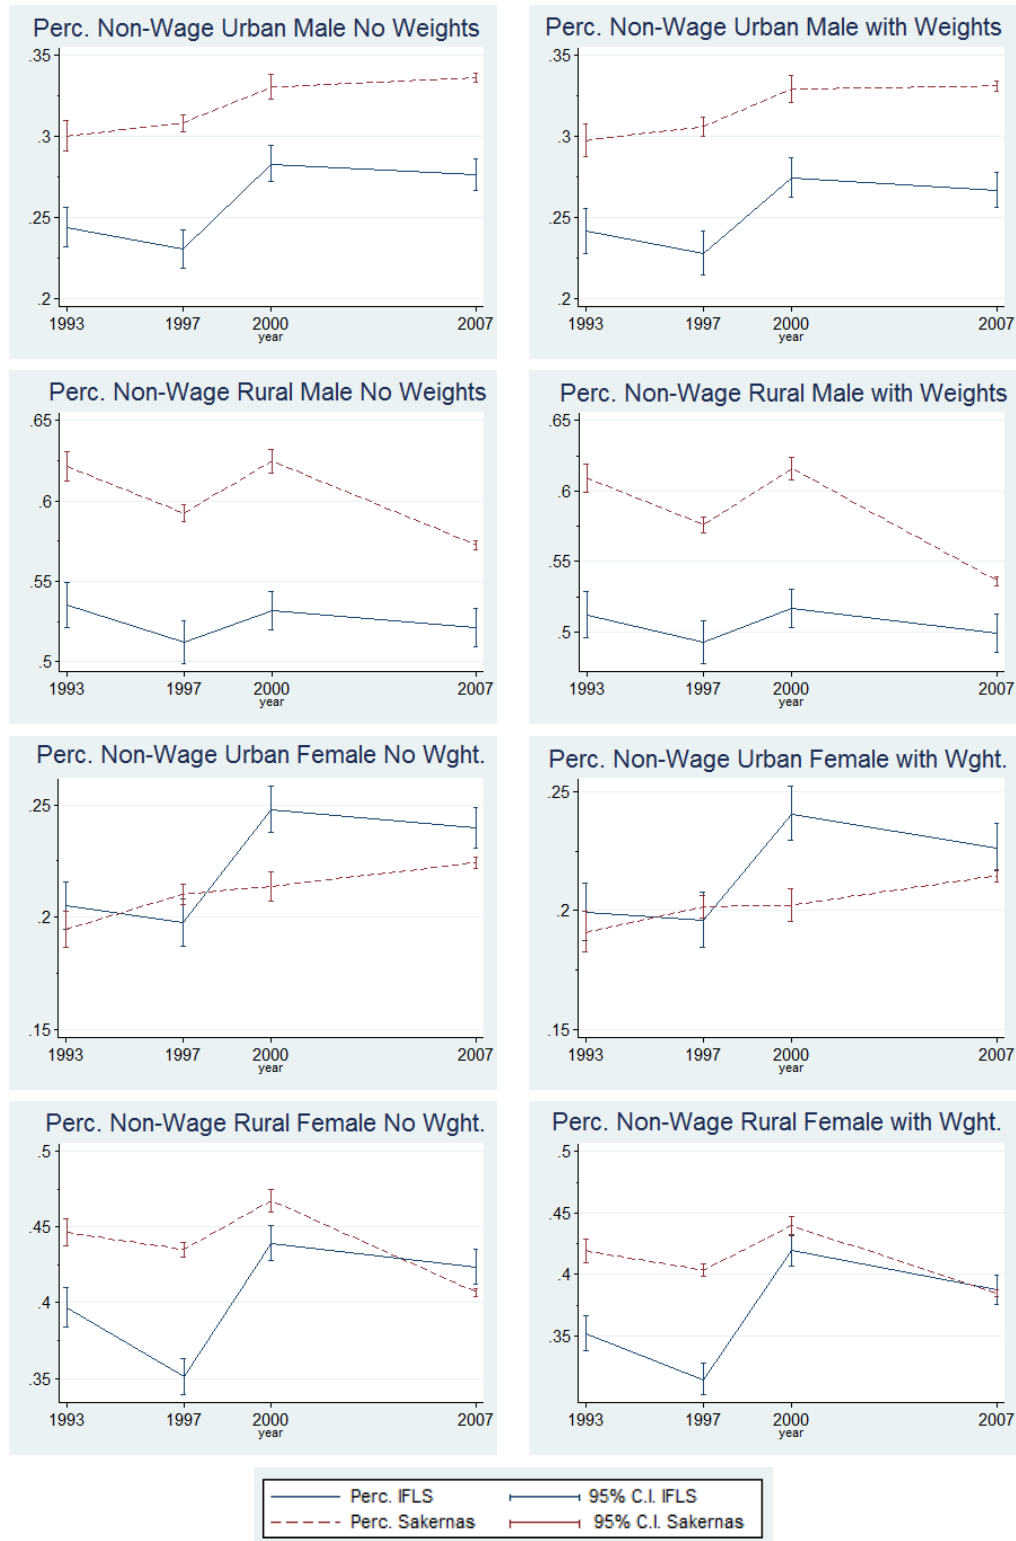 Perc. Non-Wage Urban Male No Weights
.35
.3
.25
.2
1993 1997 2000 2007
year
Perc. Non-Wage Urban Male with Weights
.35
.3
.25
.2
1993 1997 2000 2007
year
Perc. Non-Wage Rural Male No Weights
.65
.6
.55
.5
1993 1997 2000 2007
year
Perc. Non-Wage Rural Male with Weights
.65
.6
.55
.5
1993 1997 2000 2007
year
Perc. Non-Wage Urban Female No Wght.
.25
.2
.15
1993 1997 2000 2007
year
Perc. Non-Wage Urban Female with Wght.
.25
.2
.15
1993 1997 2000 2007
year
Perc. Non-Wage Rural Female No Wght.
.5
.45
.4
.35
1993 1997 2000 2007
year
Perc. Non-Wage Rural Female with Wght.
.5
.45
.4
.35
1993 1997 2000 2007
year
Perc. IFLS 95% C.I. IFLS
Perc. Sakernas 95% C.I. Sakernas